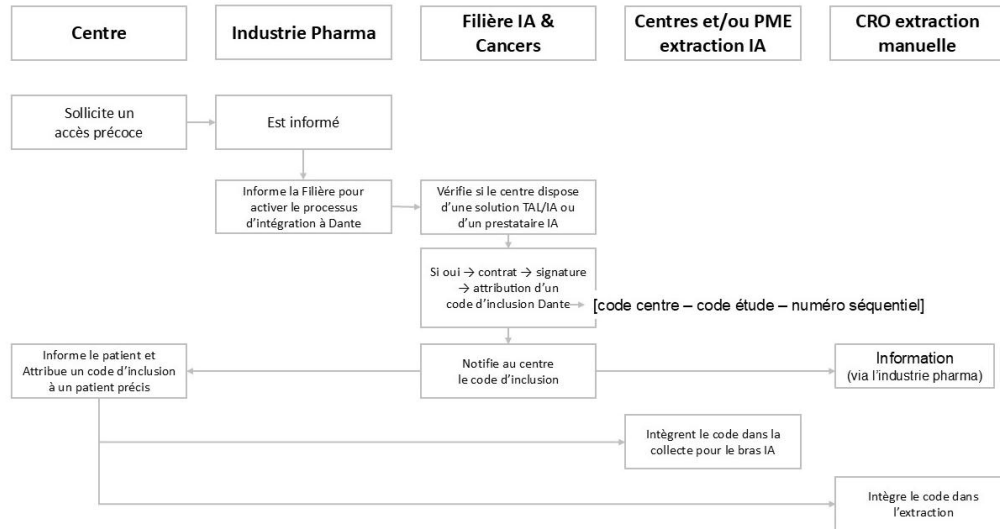 Centre
Industrie Pharma
Filière IA &
Cancers
Centres et/ou PME
extraction IA
CRO extraction
manuelle
Sollicite un
accès précoce
Est informé
Informe la Filière pour
activer le processus
d'intégration à Dante
Vérifie si le centre dispose
d'une solution TAL/IA ou
d'un prestataire IA
Si oui → contrat → signature
→ attribution d'un
code d'inclusion Dante
[code centre – code étude – numéro séquentiel]
Informe le patient et
Attribue un code d'inclusion
à un patient précis
Notifie au centre
le code d'inclusion
Information
(via l'industrie pharma)
Intègrent le code dans la
collecte pour le bras IA
Intègre le code dans
l'extraction